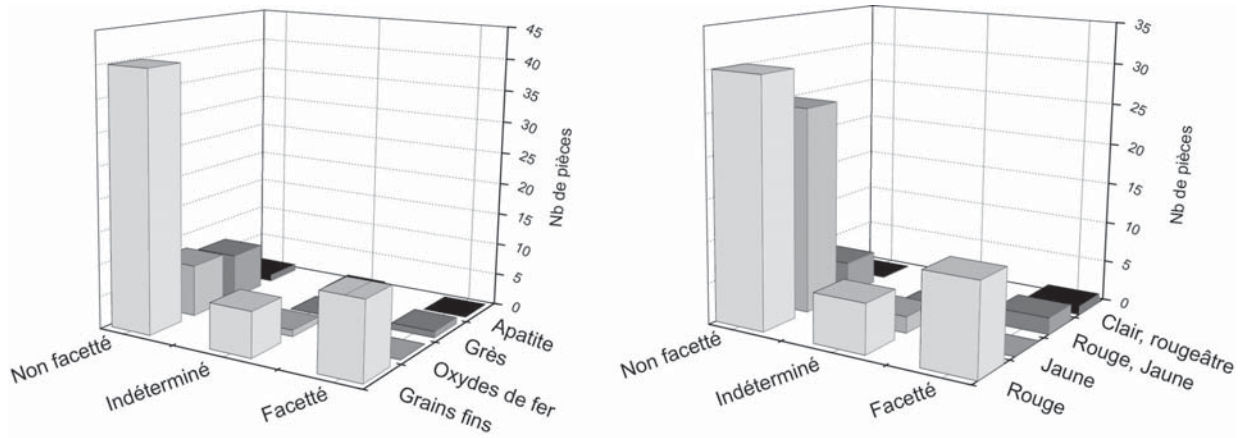 45
40
35
30
25
20
15
10
5
0
Nb de pièces
Non facetté
Indéterminé
Facetté
Grains fins
Oxydes de fer
Grès
Apatite
35
30
25
20
15
10
5
0
Nb de pièces
Non facetté
Indéterminé
Facetté
Rouge
Jaune
Rouge, Jaune
Clair, rougeâtre